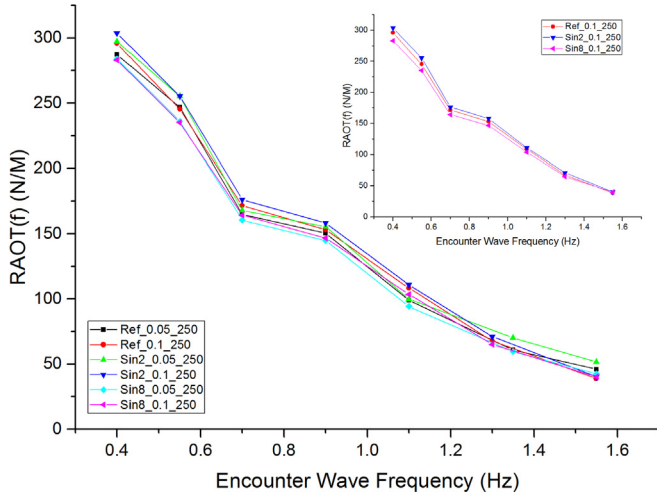 RAOT(f) (N/M)
300
250
200
150
100
50
0
0.4 0.6 0.8 1.0 1.2 1.4 1.6
Encounter Wave Frequency (Hz)
Ref_0.05_250
Ref_0.1_250
Sin2_0.05_250
Sin2_0.1_250
Sin8_0.05_250
Sin8_0.1_250
RAOT(f) (N/M)
300
250
200
150
100
50
0
0.4 0.6 0.8 1.0 1.2 1.4 1.6
Encounter Wave Frequency (Hz)
Ref_0.1_250
Sin2_0.1_250
Sin8_0.1_250